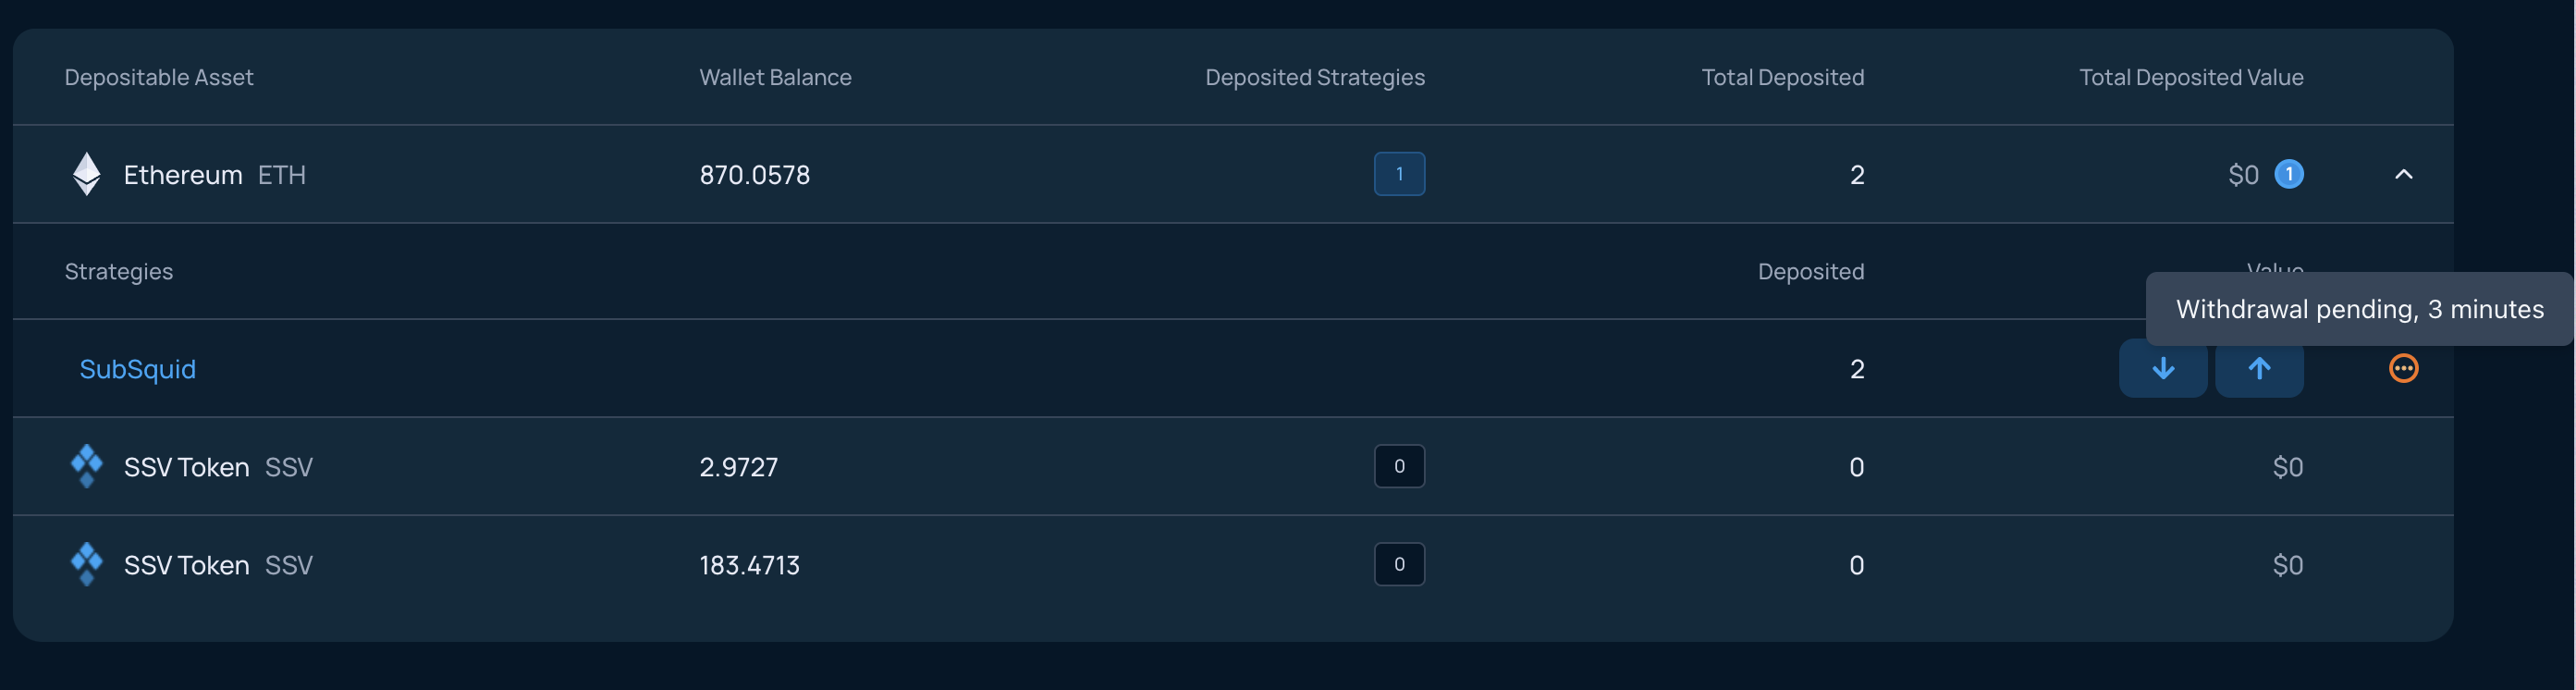 Depositable Asset Wallet Balance Deposited Strategies Total Deposited Total Deposited Value
Ethereum ETH 870.0578 1 2 $0 1
Strategies Deposited Value
Withdrawal pending, 3 minutes
SubSquid 2
SSV Token SSV 2.9727 0 0 $0
SSV Token SSV 183.4713 0 0 $0